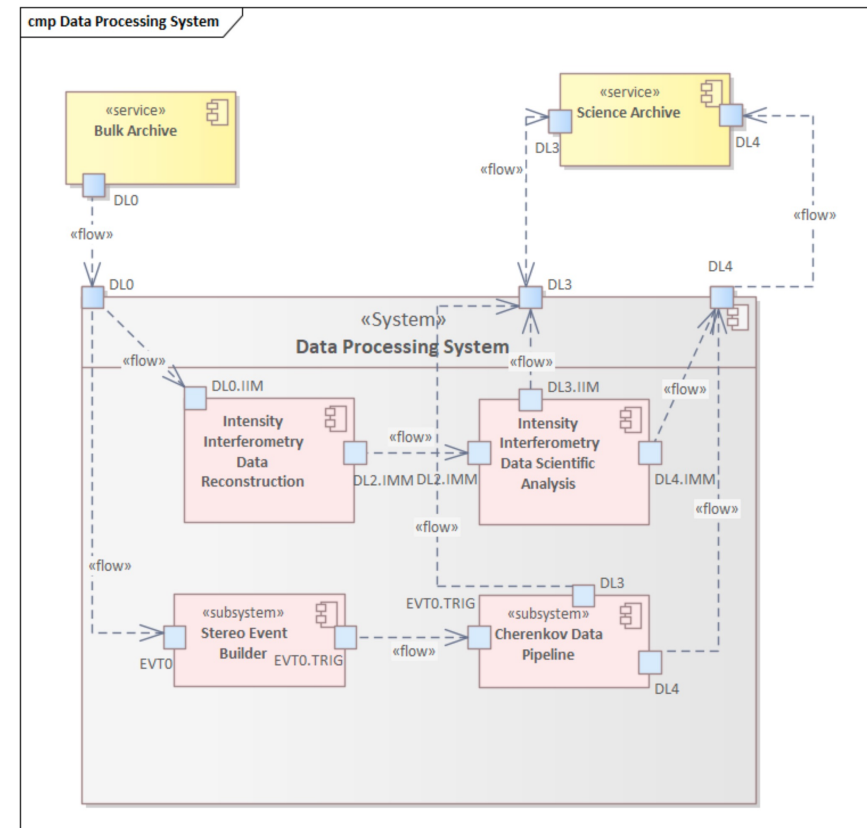 cmp Data Processing System
«service»
Bulk Archive
DL0
«flow»
«service»
Science Archive
DL3
DL4
«flow»
«flow»
DL0
DL3
DL4
«System»
Data Processing System
«flow»
«flow»
DL0.IIM
DL3.IIM
Intensity
Interferometry
Data
Reconstruction
«flow»
DL2.IMM
DL2.IMM
Intensity
Interferometry
Data Scientific
Analysis
«flow»
DL4.IMM
«flow»
«flow»
«flow»
DL3
«subsystem»
Stereo Event
Builder
EVT0
EVT0.TRIG
«flow»
EVT0.TRIG
«subsystem»
Cherenkov Data
Pipeline
DL4